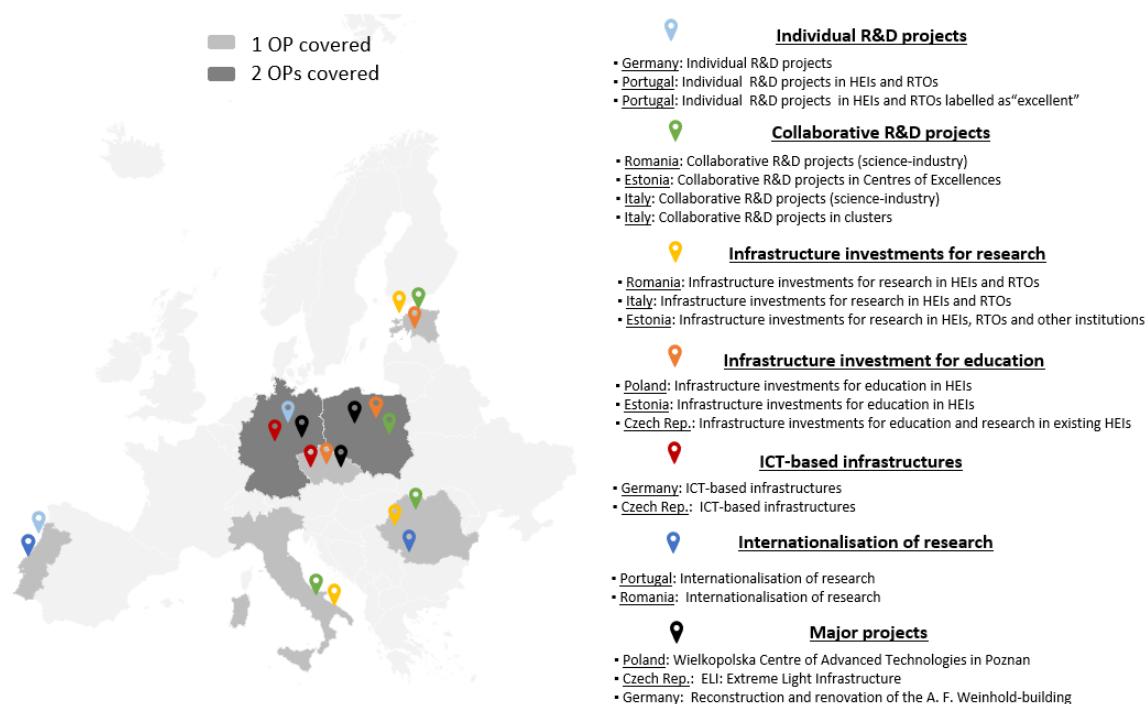 1 OP covered
2 OPs covered
Individual R&D projects
▪ Germany: Individual R&D projects
▪ Portugal: Individual R&D projects in HEIs and RTOs
▪ Portugal: Individual R&D projects in HEIs and RTOs labelled as“excellent”
Collaborative R&D projects
▪ Romania: Collaborative R&D projects (science-industry)
▪ Estonia: Collaborative R&D projects in Centres of Excellences
▪ Italy: Collaborative R&D projects (science-industry)
▪ Italy: Collaborative R&D projects in clusters
Infrastructure investments for research
▪ Romania: Infrastructure investments for research in HEIs and RTOs
▪ Italy: Infrastructure investments for research in HEIs and RTOs
▪ Estonia: Infrastructure investments for research in HEIs, RTOs and other institutions
Infrastructure investment for education
▪ Poland: Infrastructure investments for education in HEIs
▪ Estonia: Infrastructure investments for education in HEIs
▪ Czech Rep.: Infrastructure investments for education and research in existing HEIs
ICT-based infrastructures
▪ Germany: ICT-based infrastructures
▪ Czech Rep.: ICT-based infrastructures
Internationalisation of research
▪ Portugal: Internationalisation of research
▪ Romania: Internationalisation of research
Major projects
▪ Poland: Wielkopolska Centre of Advanced Technologies in Poznan
▪ Czech Rep.: ELI: Extreme Light Infrastructure
▪ Germany: Reconstruction and renovation of the A. F. Weinhold-building